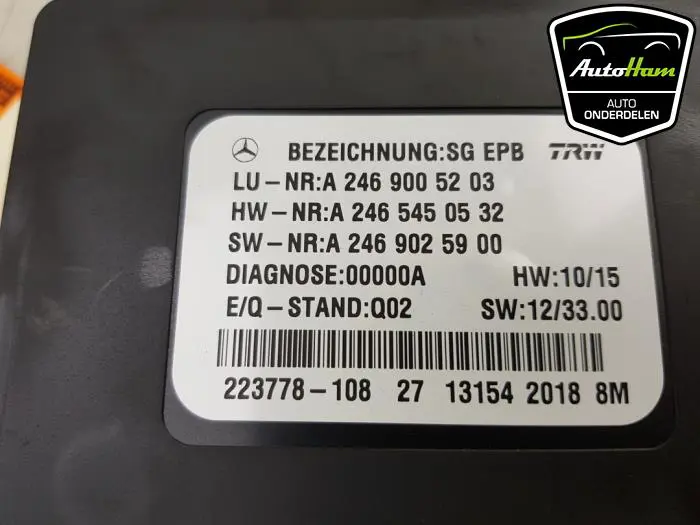 AutoHam
AUTO
ONDERDELEN
BEZEICHNUNG:SG EPB TRW
LU-NR:A 246 900 52 03
HW-NR:A 246 545 05 32
SW-NR:A 246 902 59 00
DIAGNOSE:00000A HW:10/15
E/Q-STAND:Q02 SW:12/33.00
223778-108 27 13154 2018 8M